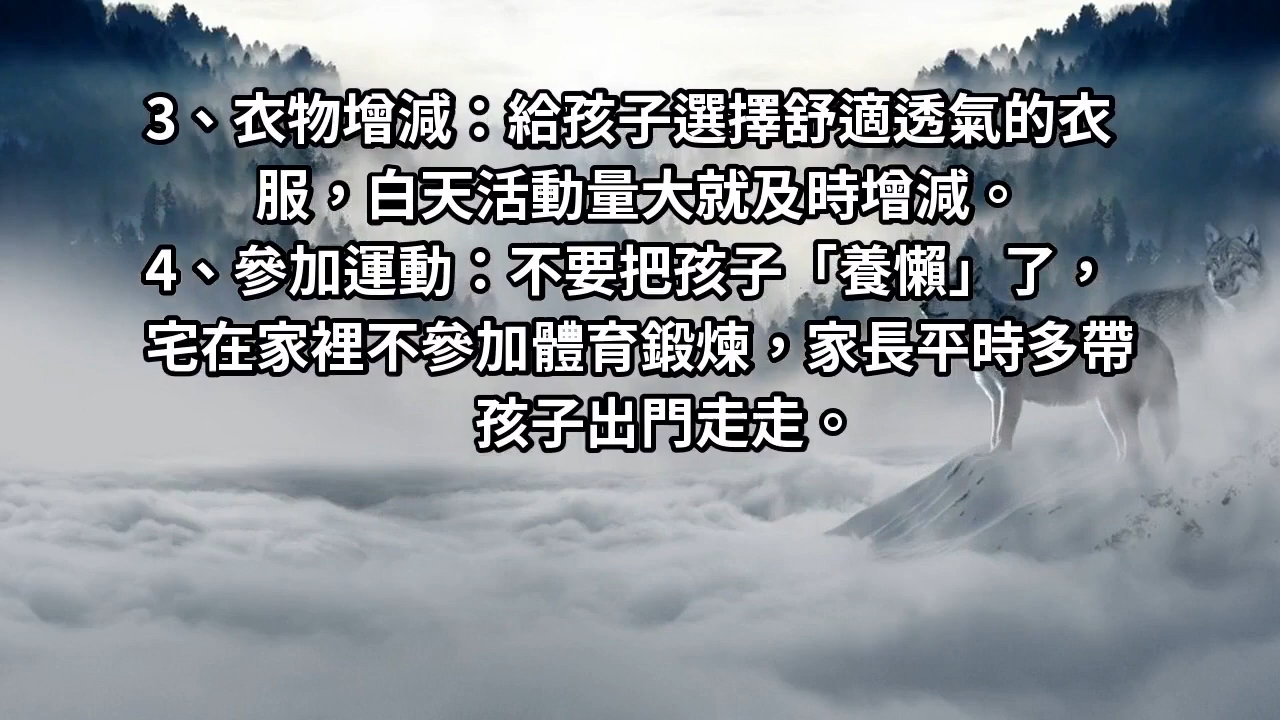 3、衣物增減：給孩子選擇舒適透氣的衣
服，白天活動量大就及時增減。
4、參加運動：不要把孩子「養懶」了，
宅在家裡不參加體育鍛煉，家長平時多帶
孩子出門走走。